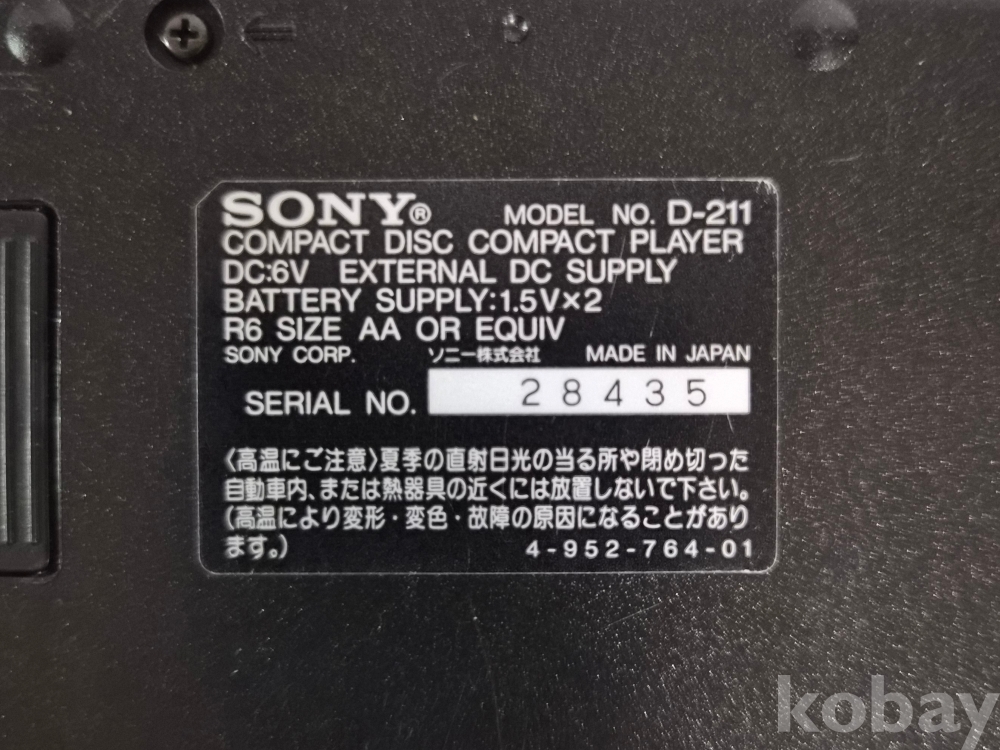 SONY® MODEL NO. D-211
COMPACT DISC COMPACT PLAYER
DC:6V EXTERNAL DC SUPPLY
BATTERY SUPPLY:1.5V×2
R6 SIZE AA OR EQUIV
SONY CORP. ソニー株式会社 MADE IN JAPAN
SERIAL NO. 28435
〈高温にご注意〉夏季の直射日光の当る所や閉め切った
自動車内、または熱器具の近くには放置しないで下さい。
(高温により変形・変色・故障の原因になることがあり
ます。) 4-952-764-01
kobay